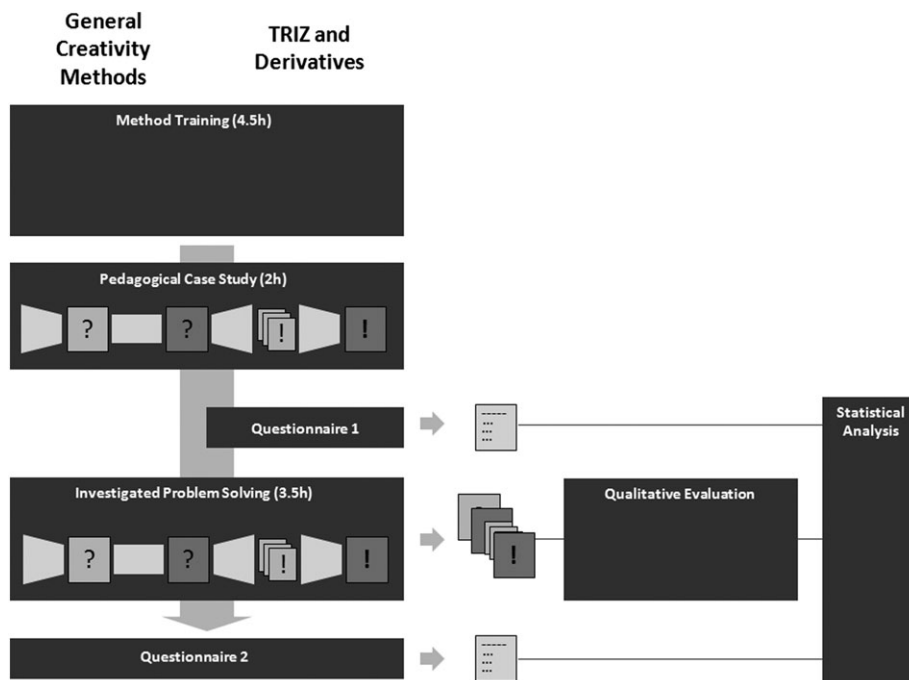 General
Creativity
Methods
TRIZ and
Derivatives
Method Training (4.5h)
Pedagogical Case Study (2h)
? ? ! !
Questionnaire 1
Statistical
Analysis
Investigated Problem Solving (3.5h)
? ? ! !
!
Qualitative Evaluation
Questionnaire 2